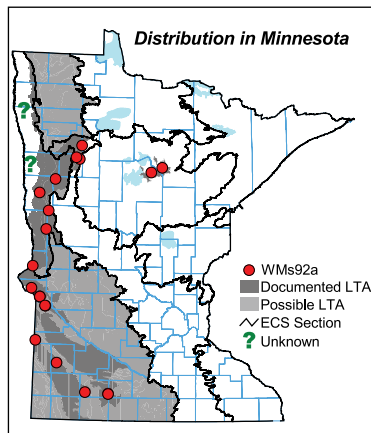 Distribution in Minnesota
?
?
WMs92a
Documented LTA
Possible LTA
ECS Section
? Unknown